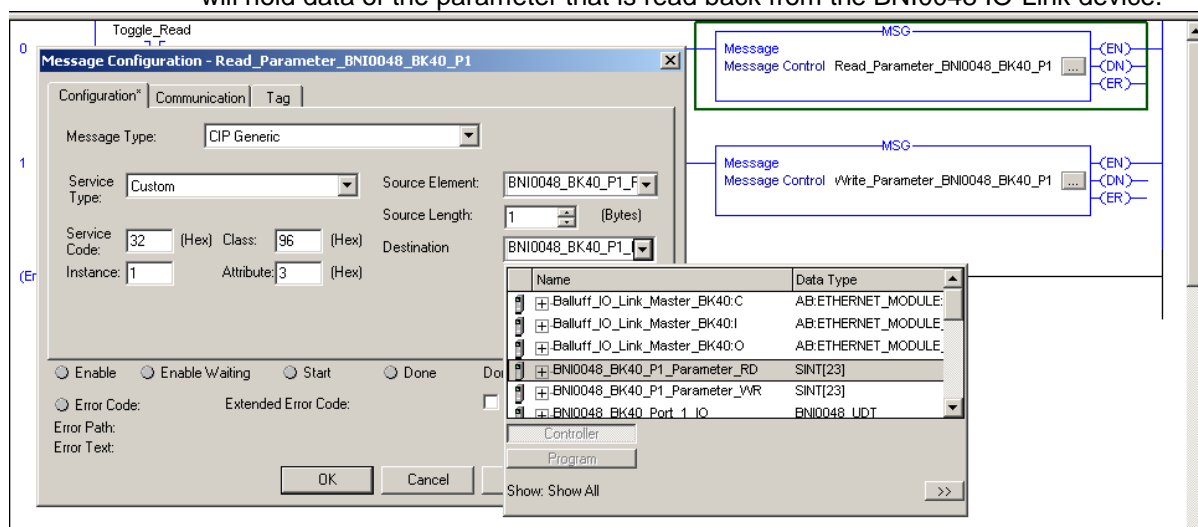 will hold data of the parameter that is read back from the BNI0048 IO-Link device.
Toggle_Read
0
MSG
Message
Message Control Read_Parameter_BNI0048_BK40_P1 ...
(EN)
(DN)
(ER)
Message Configuration - Read_Parameter_BNI0048_BK40_P1
Configuration* Communication Tag
Message Type: CIP Generic
1
MSG
Message
Message Control Write_Parameter_BNI0048_BK40_P1 ...
(EN)
(DN)
(ER)
Service Type: Custom
Source Element: BNI0048_BK40_P1_F
Source Length: 1 (Bytes)
Service Code: 32 (Hex) Class: 96 (Hex)
Destination BNI0048_BK40_P1_
Instance: 1 Attribute: 3 (Hex)
(Er
Name Data Type
Balluff_IO_Link_Master_BK40:C AB:ETHERNET_MODULE:
Balluff_IO_Link_Master_BK40:I AB:ETHERNET_MODULE_
Balluff_IO_Link_Master_BK40:O AB:ETHERNET_MODULE_
BNI0048_BK40_P1_Parameter_RD SINT[23]
BNI0048_BK40_P1_Parameter_WR SINT[23]
BNI0048_BK40_Port_1_IO BNI0048_UDT
Controller
Program
Show: Show All >>
Enable Enable Waiting Start Done Do
Error Code: Extended Error Code:
Error Path:
Error Text:
OK Cancel